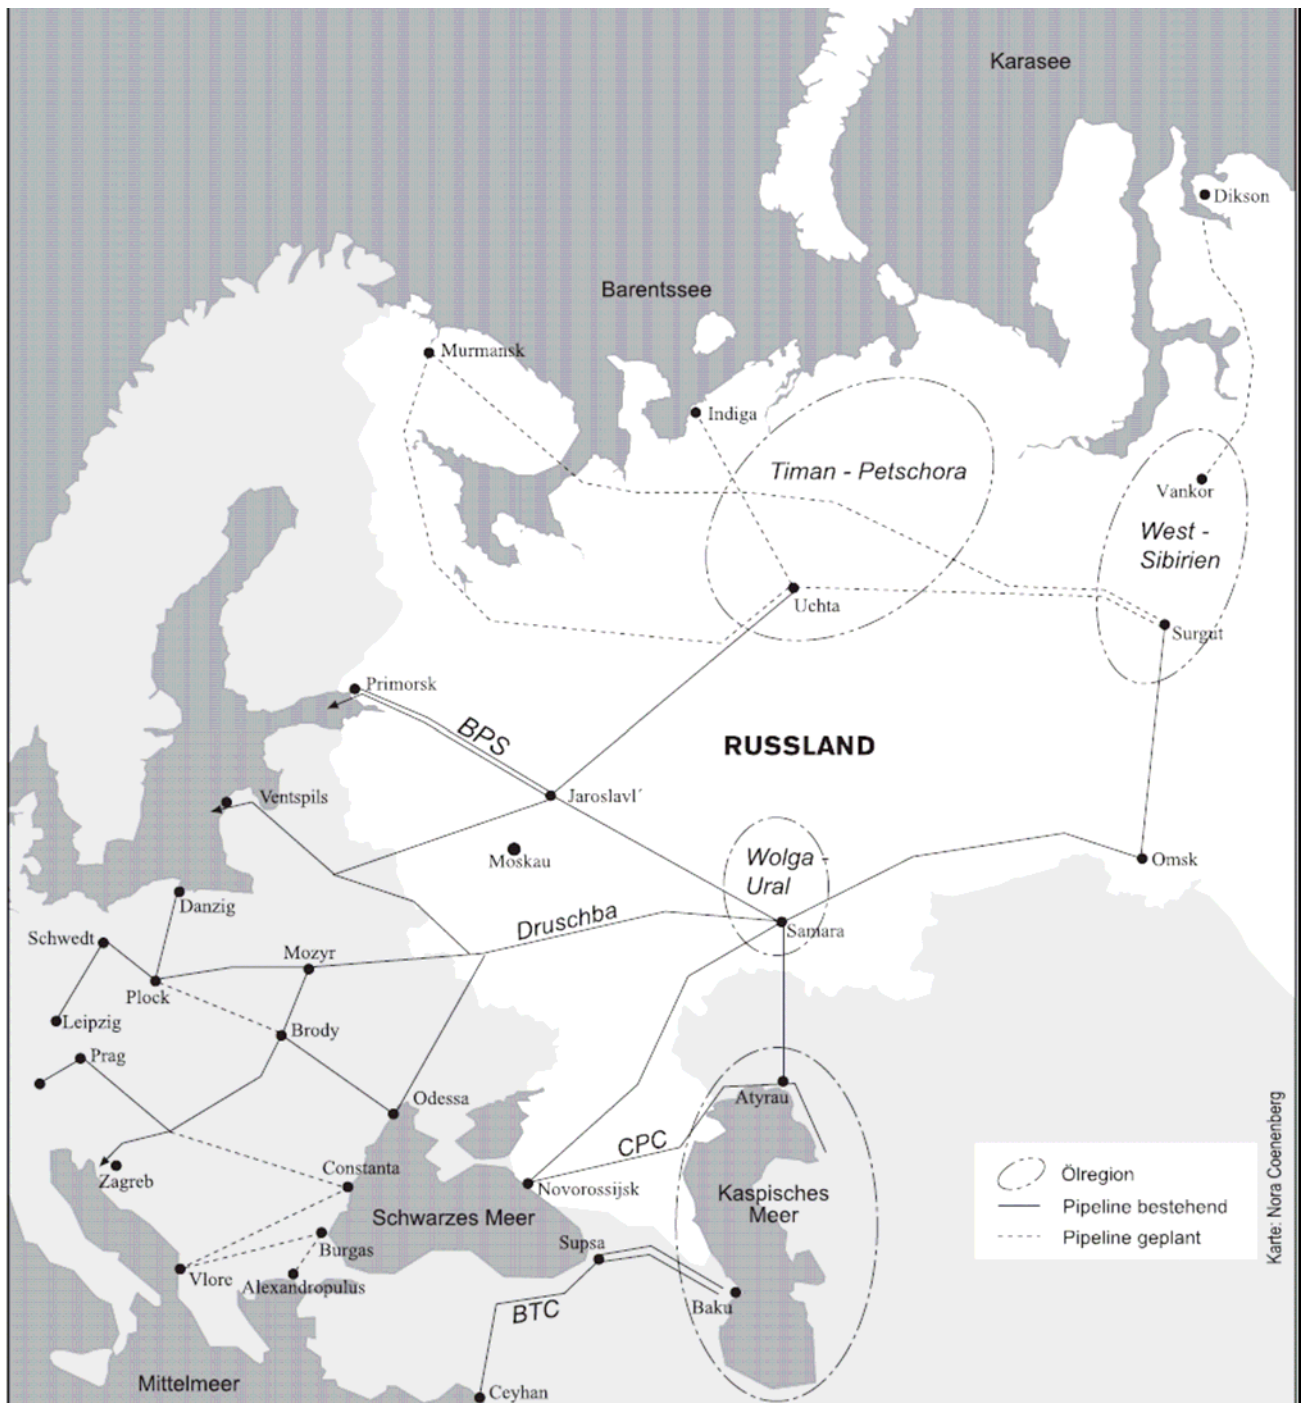 Karasee
Dikson
Barentssee
Murmansk
Indiga
Timan - Petschora
Vankor
West -
Sibirien
Uchta
Surgut
Primorsk
BPS
RUSSLAND
Ventspils
Jaroslavl´
Moskau
Wolga -
Ural
Omsk
Danzig
Druschba
Samara
Schwedt
Mozyr
Plock
Leipzig
Brody
Prag
Odessa
Atyrau
CPC
Zagreb
Constanta
Novorossijsk
Kaspisches
Meer
Schwarzes Meer
Burgas
Supsa
Vlore
Alexandropulus
Baku
BTC
Mittelmeer
Ceyhan
Ölregion
Pipeline bestehend
Pipeline geplant
Karte: Nora Coenenberg